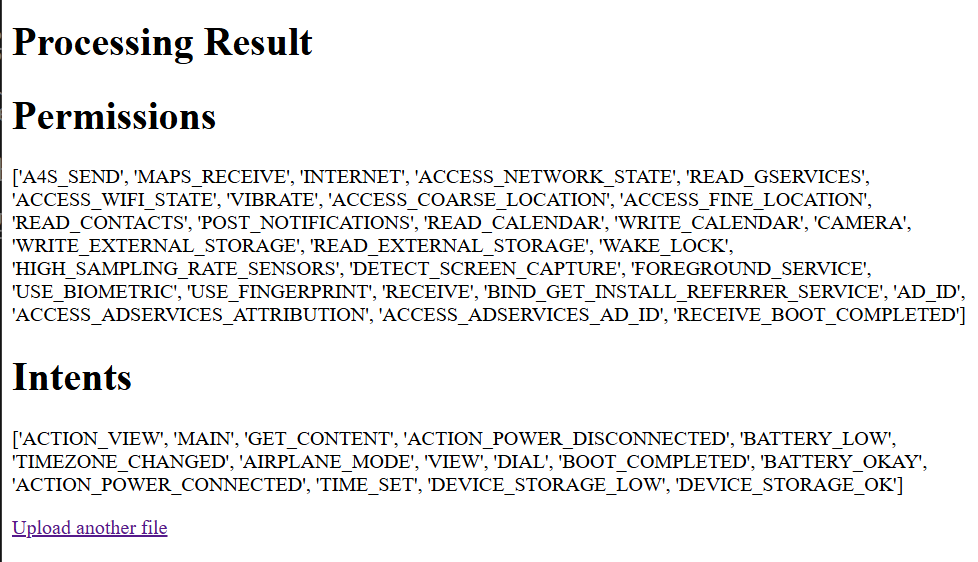 Processing Result
Permissions
['A4S_SEND', 'MAPS_RECEIVE', 'INTERNET', 'ACCESS_NETWORK_STATE', 'READ_GSERVICES',
'ACCESS_WIFI_STATE', 'VIBRATE', 'ACCESS_COARSE_LOCATION', 'ACCESS_FINE_LOCATION',
'READ_CONTACTS', 'POST_NOTIFICATIONS', 'READ_CALENDAR', 'WRITE_CALENDAR', 'CAMERA',
'WRITE_EXTERNAL_STORAGE', 'READ_EXTERNAL_STORAGE', 'WAKE_LOCK',
'HIGH_SAMPLING_RATE_SENSORS', 'DETECT_SCREEN_CAPTURE', 'FOREGROUND_SERVICE',
'USE_BIOMETRIC', 'USE_FINGERPRINT', 'RECEIVE', 'BIND_GET_INSTALL_REFERRER_SERVICE', 'AD_ID',
'ACCESS_ADSERVICES_ATTRIBUTION', 'ACCESS_ADSERVICES_AD_ID', 'RECEIVE_BOOT_COMPLETED']
Intents
['ACTION_VIEW', 'MAIN', 'GET_CONTENT', 'ACTION_POWER_DISCONNECTED', 'BATTERY_LOW',
'TIMEZONE_CHANGED', 'AIRPLANE_MODE', 'VIEW', 'DIAL', 'BOOT_COMPLETED', 'BATTERY_OKAY',
'ACTION_POWER_CONNECTED', 'TIME_SET', 'DEVICE_STORAGE_LOW', 'DEVICE_STORAGE_OK']
Upload another file